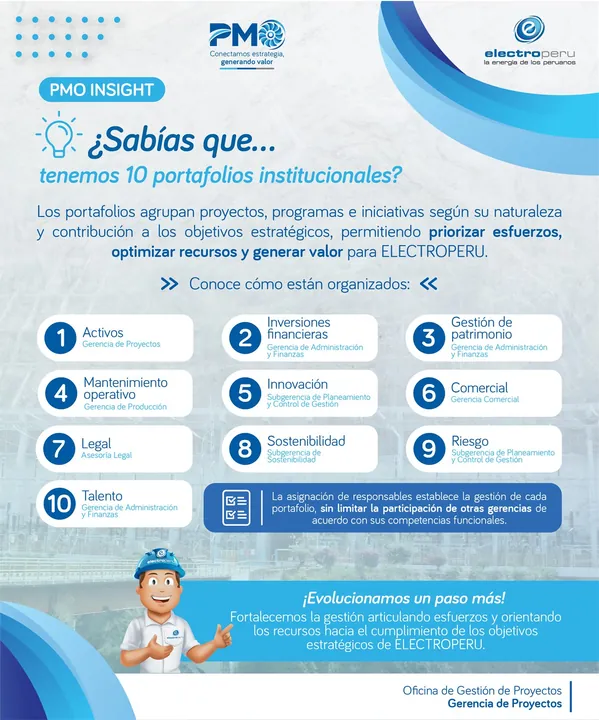 PMO
Conectamos estrategia,
generando valor
electroperu
la energía de los peruanos
PMO INSIGHT
¿Sabías que...
tenemos 10 portafolios institucionales?
Los portafolios agrupan proyectos, programas e iniciativas según su naturaleza
y contribución a los objetivos estratégicos, permitiendo priorizar esfuerzos,
optimizar recursos y generar valor para ELECTROPERU.
Conoce cómo están organizados:
1
Activos
Gerencia de Proyectos
2
Inversiones
financieras
Gerencia de Administración
y Finanzas
3
Gestión de
patrimonio
Gerencia de Administración
y Finanzas
4
Mantenimiento
operativo
Gerencia de Producción
5
Innovación
Subgerencia de Planeamiento
y Control de Gestión
6
Comercial
Gerencia Comercial
7
Legal
Asesoría Legal
8
Sostenibilidad
Subgerencia de
Sostenibilidad
9
Riesgo
Subgerencia de Planeamiento
y Control de Gestión
10
Talento
Gerencia de Administración
y Finanzas
La asignación de responsables establece la gestión de cada
portafolio, sin limitar la participación de otras gerencias de
acuerdo con sus competencias funcionales.
¡Evolucionamos un paso más!
Fortalecemos la gestión articulando esfuerzos y orientando
los recursos hacia el cumplimiento de los objetivos
estratégicos de ELECTROPERU.
electroperu
Oficina de Gestión de Proyectos
Gerencia de Proyectos